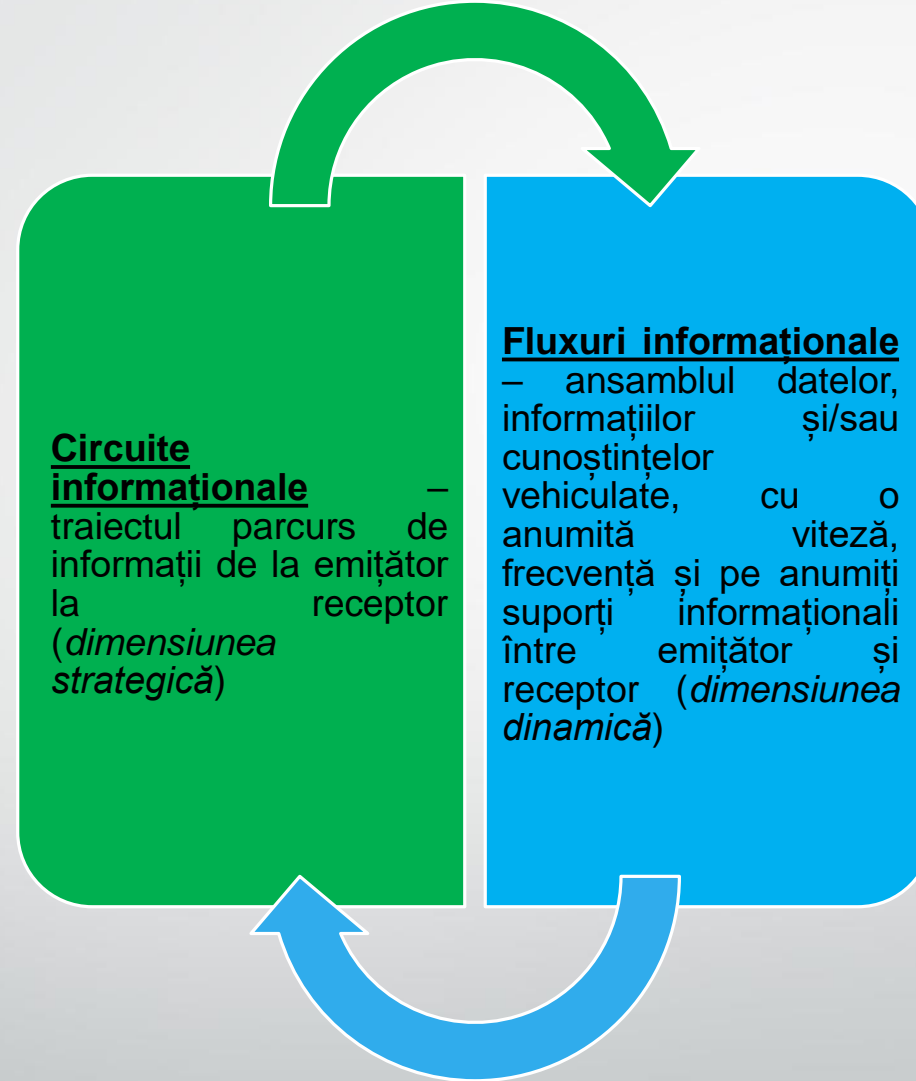 Circuite
informaționale –
traiectul parcurs de
informații de la emițător
la receptor
(dimensiunea
strategică)
Fluxuri informaționale
– ansamblul datelor,
informațiilor și/sau
cunoștințelor
vehiculate, cu o
anumită viteză,
frecvență și pe anumiți
suporți informaționali
între emițător și
receptor (dimensiunea
dinamică)